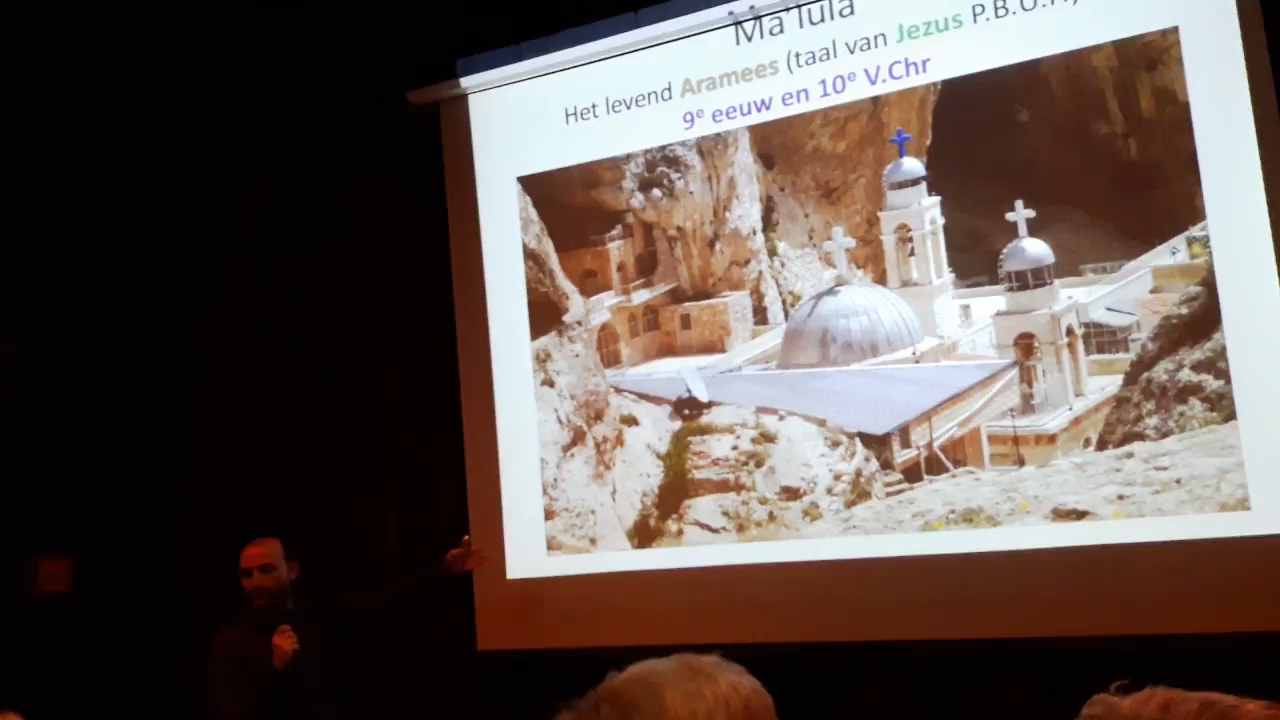 Ma'lula
Het levend Aramees (taal van Jezus P.B.U.H)
9e eeuw en 10e V.Chr